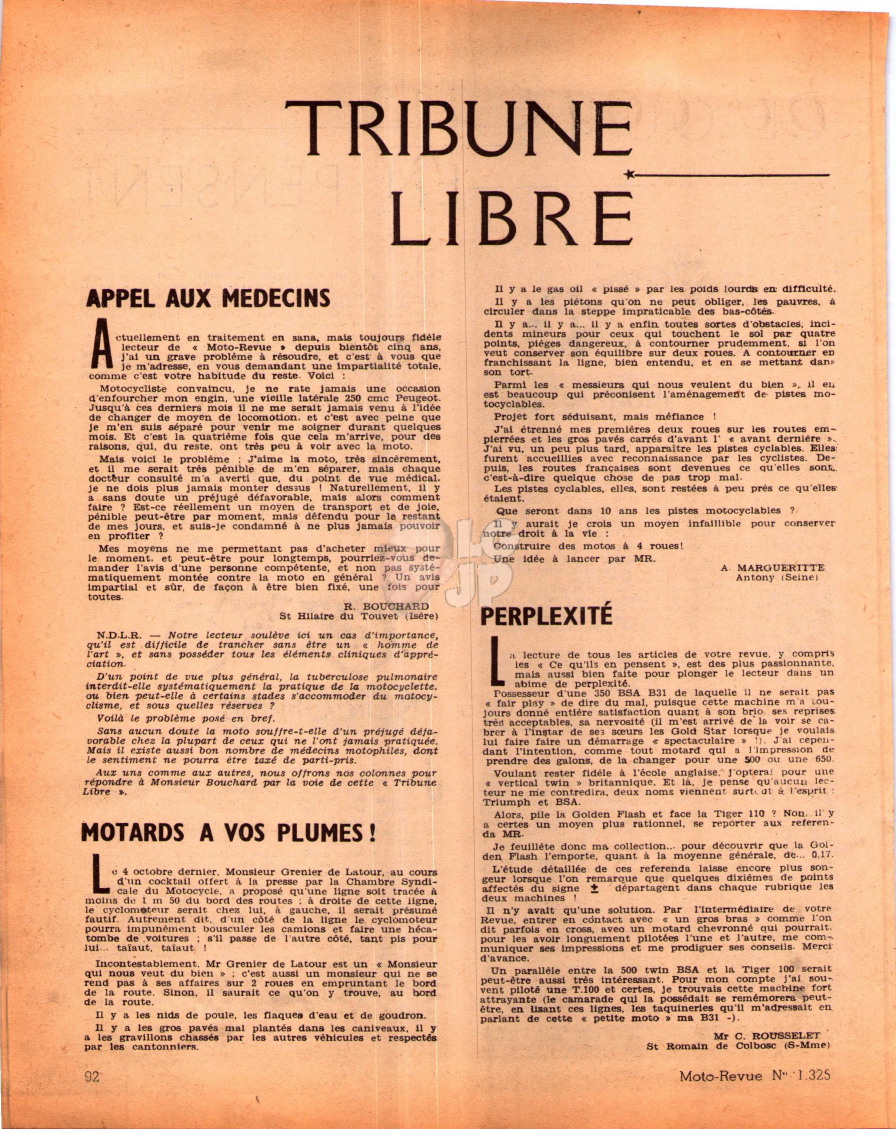 TRIBUNE
LIBRE
APPEL AUX MEDECINS
Actuellement en traitement en sana, mais toujours fidèle
lecteur de « Moto-Revue » depuis bientôt cinq ans,
j'ai un grave problème à résoudre, et c'est à vous que
je m'adresse, en vous demandant une impartialité totale,
comme c'est votre habitude du reste. Voici :
Motocycliste convaincu, je ne rate jamais une occasion
d'enfourcher mon engin, une vieille latérale 250 cmc Peugeot.
Jusqu'à ces derniers mois il ne me serait jamais venu à l'idée
de changer de moyen de locomotion. et c'est avec peine que
je m'en suis séparé pour venir me soigner durant quelques
mois. Et c'est la quatrième fois que cela m'arrive, pour des
raisons, qui, du reste, ont très peu à voir avec la moto.
Mais voici le problème : J'aime la moto, très sincèrement,
et il me serait très pénible de m'en séparer, mais chaque
docteur consulté m'a averti que, du point de vue médical,
je ne dois plus jamais monter dessus ! Naturellement, il y
a sans doute un préjugé défavorable, mais alors comment
faire ? Est-ce réellement un moyen de transport et de joie,
pénible peut-être par moment, mais défendu pour le restant
de mes jours, et suis-je condamné à ne plus jamais pouvoir
en profiter ?
Mes moyens ne me permettant pas d'acheter mieux pour
le moment, et peut-être pour longtemps, pourriez-vous de-
mander l'avis d'une personne compétente, et non pas systé-
matiquement montée contre la moto en général ? Un avis
impartial et sûr, de façon à être bien fixé, une fois pour
toutes.
R. BOUCHARD
St Hilaire du Touvet (Isère)
N.D.L.R. — Notre lecteur soulève ici un cas d'importance,
qu'il est difficile de trancher sans être un « homme de
l'art », et sans posséder tous les éléments cliniques d'appré-
ciation.
D'un point de vue plus général, la tuberculose pulmonaire
interdit-elle systématiquement la pratique de la motocyclette,
ou bien peut-elle à certains stades s'accommoder du motocy-
clisme, et sous quelles réserves ?
Voilà le problème posé en bref.
Sans aucun doute la moto souffre-t-elle d'un préjugé défa-
vorable chez la plupart de ceux qui ne l'ont jamais pratiquée.
Mais il existe aussi bon nombre de médecins motophiles, dont
le sentiment ne pourra être taxé de parti-pris.
Aux uns comme aux autres, nous offrons nos colonnes pour
répondre à Monsieur Bouchard par la voie de cette « Tribune
Libre ».
MOTARDS A VOS PLUMES !
Le 4 octobre dernier, Monsieur Grenier de Latour, au cours
d'un cocktail offert à la presse par la Chambre Syndi-
cale du Motocycle, a proposé qu'une ligne soit tracée à
moins de 1 m 50 du bord des routes ; à droite de cette ligne,
le cyclomoteur serait chez lui, à gauche, il serait présumé
fautif. Autrement dit, d'un côté de la ligne le cyclomoteur
pourra impunément bousculer les camions et faire une héca-
tombe de voitures ; s'il passe de l'autre côté, tant pis pour
lui... taïaut, taïaut !
Incontestablement, Mr Grenier de Latour est un « Monsieur
qui nous veut du bien » ; c'est aussi un monsieur qui ne se
rend pas à ses affaires sur 2 roues en empruntant le bord
de la route. Sinon, il saurait ce qu'on y trouve, au bord
de la route.
Il y a les nids de poule, les flaques d'eau et de goudron.
Il y a les gros pavés mal plantés dans les caniveaux, il y
a les gravillons chassés par les autres véhicules et respectés
par les cantonniers.
Il y a le gas oil « pissé » par les poids lourds en difficulté.
Il y a les piétons qu'on ne peut obliger, les pauvres, à
circuler dans la steppe impraticable des bas-côtés.
Il y a... il y a... il y a enfin toutes sortes d'obstacles, inci-
dents mineurs pour ceux qui touchent le sol par quatre
points, pièges dangereux, à contourner prudemment, si l'on
veut conserver son équilibre sur deux roues. A contourner en
franchissant la ligne, bien entendu, et en se mettant dans
son tort.
Parmi les « messieurs qui nous veulent du bien », il en
est beaucoup qui préconisent l'aménagement de pistes mo-
tocyclables.
Projet fort séduisant, mais méfiance !
J'ai étrenné mes premières deux roues sur les routes em-
pierrées et les gros pavés carrés d'avant l' « avant dernière ».
J'ai vu, un peu plus tard, apparaître les pistes cyclables. Elles
furent accueillies avec reconnaissance par les cyclistes. De-
puis, les routes françaises sont devenues ce qu'elles sont,
c'est-à-dire quelque chose de pas trop mal.
Les pistes cyclables, elles, sont restées à peu près ce qu'elles
étaient.
Que seront dans 10 ans les pistes motocyclables ?
Il y aurait je crois un moyen infaillible pour conserver
notre droit à la vie :
Construire des motos à 4 roues!
Une idée à lancer par MR.
A. MARGUERITTE
Antony (Seine)
PERPLEXITÉ
La lecture de tous les articles de votre revue, y compris
les « Ce qu'ils en pensent », est des plus passionnante,
mais aussi bien faite pour plonger le lecteur dans un
abime de perplexité.
Possesseur d'une 350 BSA B31 de laquelle il ne serait pas
« fair play » de dire du mal, puisque cette machine m'a tou-
jours donné entière satisfaction quant à son brio, ses reprises
très acceptables, sa nervosité (il m'est arrivé de la voir se ca-
brer à l'instar de ses sœurs les Gold Star lorsque je voulais
lui faire faire un démarrage « spectaculaire » !). J'ai cepen-
dant l'intention, comme tout motard qui a l'impression de
prendre des galons, de la changer pour une 500 ou une 650.
Voulant rester fidèle à l'école anglaise, j'opterai pour une
« vertical twin » britannique, Et là, je pense qu'aucun lec-
teur ne me contredira, deux noms viennent surtout à l'esprit :
Triumph et BSA.
Alors, pile la Golden Flash et face la Tiger 110 ? Non, il y
a certes un moyen plus rationnel, se reporter aux referen-
da MR.
Je feuillète donc ma collection... pour découvrir que la Gol-
den Flash l'emporte, quant à la moyenne générale, de... 0,17.
L'étude détaillée de ces referenda laisse encore plus son-
geur lorsque l'on remarque que quelques dixièmes de points
affectés du signe ± départagent dans chaque rubrique les
deux machines !
Il n'y avait qu'une solution. Par l'intermédiaire de votre
Revue, entrer en contact avec « un gros bras » comme l'on
dit parfois en cross, avec un motard chevronné qui pourrait,
pour les avoir longuement pilotées l'une et l'autre, me com-
muniquer ses impressions et me prodiguer ses conseils. Merci
d'avance.
Un parallèle entre la 500 twin BSA et la Tiger 100 serait
peut-être aussi très intéressant. Pour mon compte j'ai sou-
vent piloté une T.100 et certes, je trouvais cette machine fort
attrayante (le camarade qui la possédait se remémorera peut-
être, en lisant ces lignes, les taquineries qu'il m'adressait en
parlant de cette « petite moto » ma B31 -).
Mr C. ROUSSELET
St Romain de Colbosc (S-Mme)
92
Moto-Revue N° 1.325